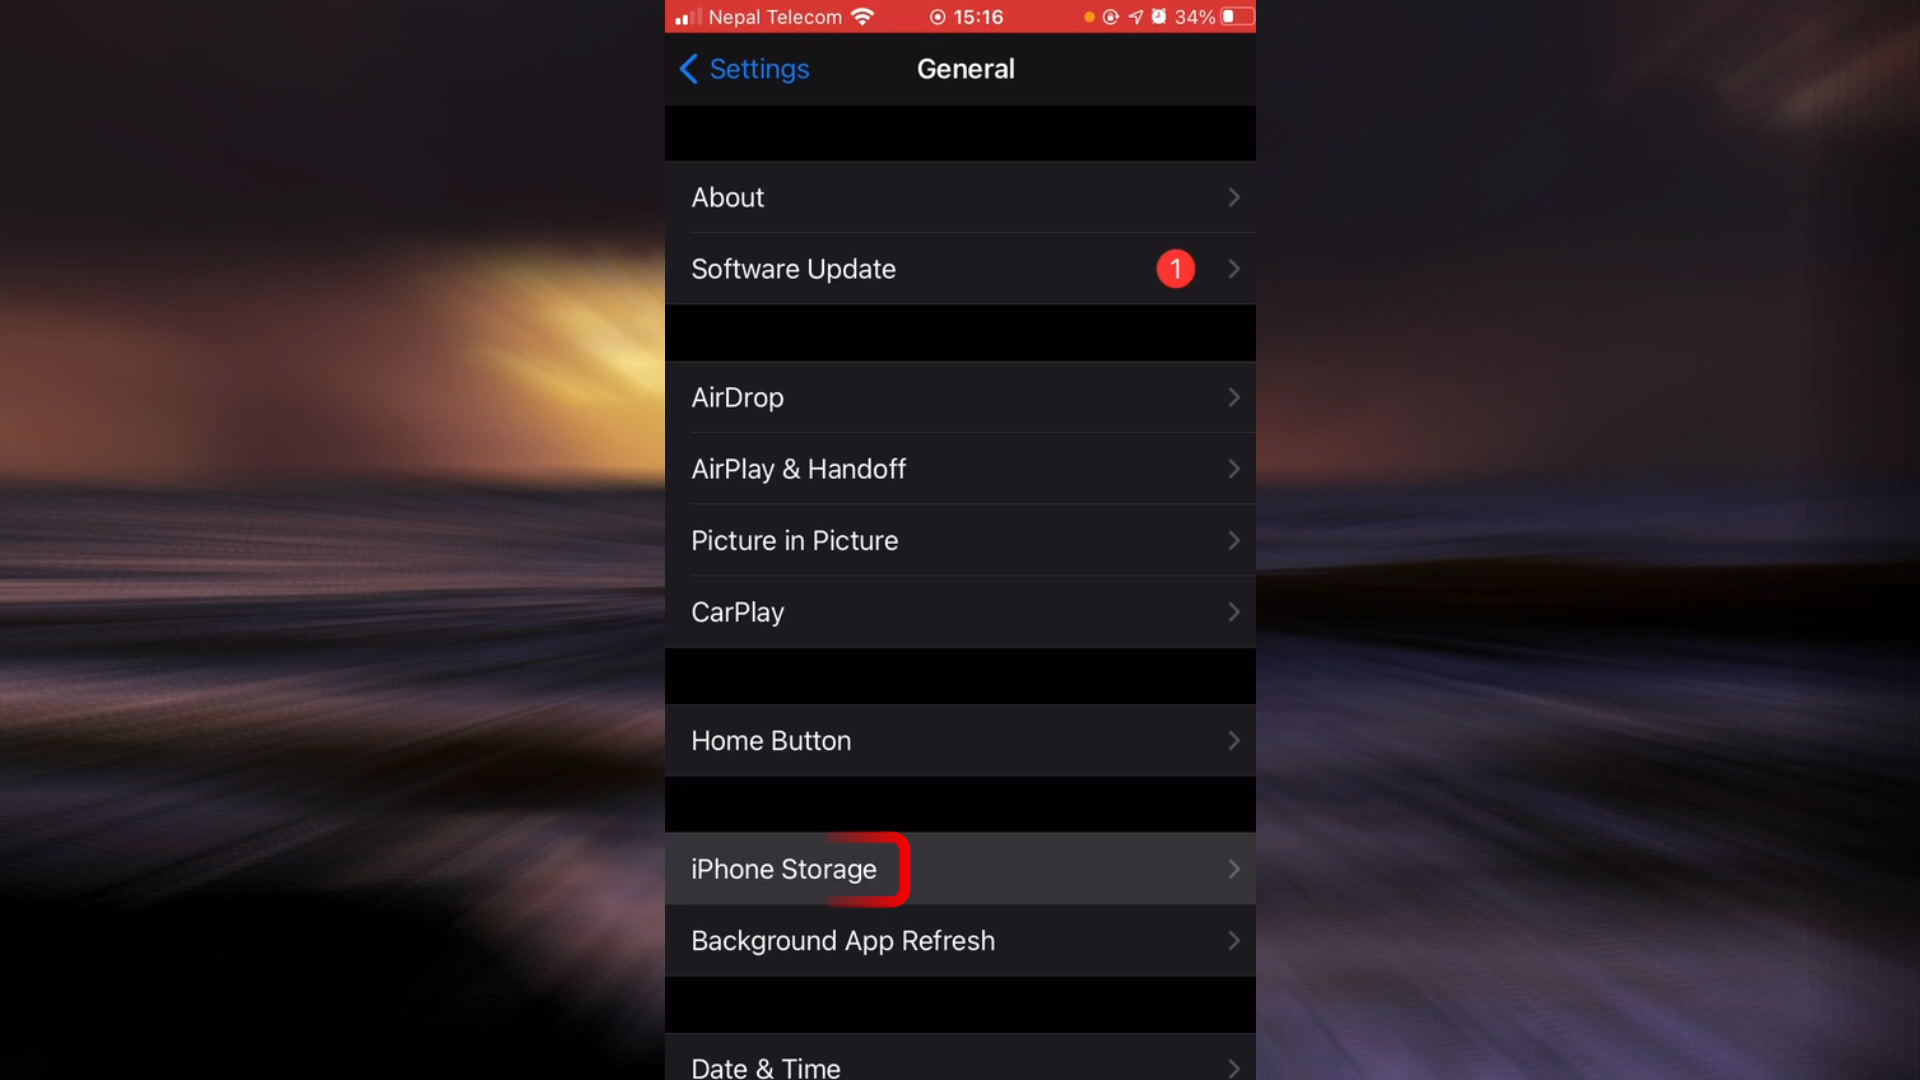 Nepal Telecom 15:16 34%
Settings General
About
Software Update 1
AirDrop
AirPlay & Handoff
Picture in Picture
CarPlay
Home Button
iPhone Storage
Background App Refresh
Date & Time